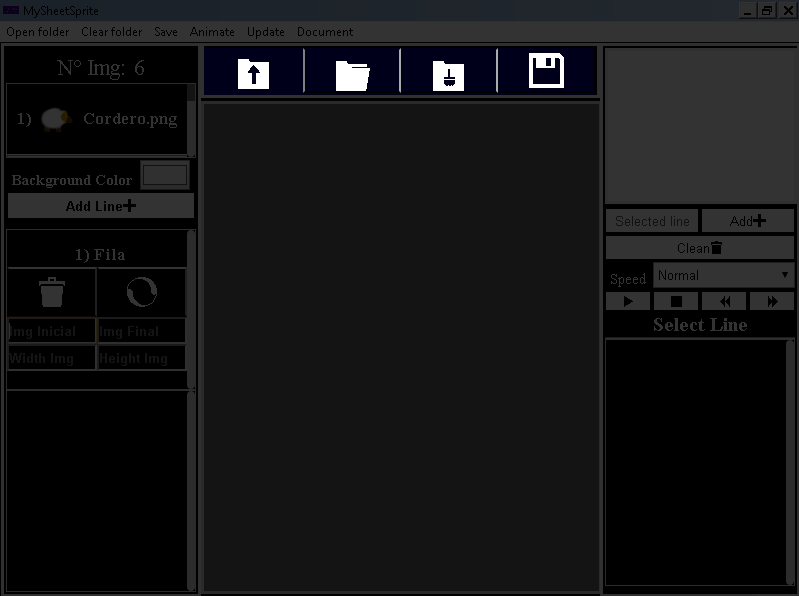 MySheetSprite
Open folder Clear folder Save Animate Update Document
N° Img: 6
1) Cordero.png
Background Color
Add Line
1) Fila
Img Inicial Img Final
Width Img Height Img
Selected line Add
Clean
Speed Normal
Select Line